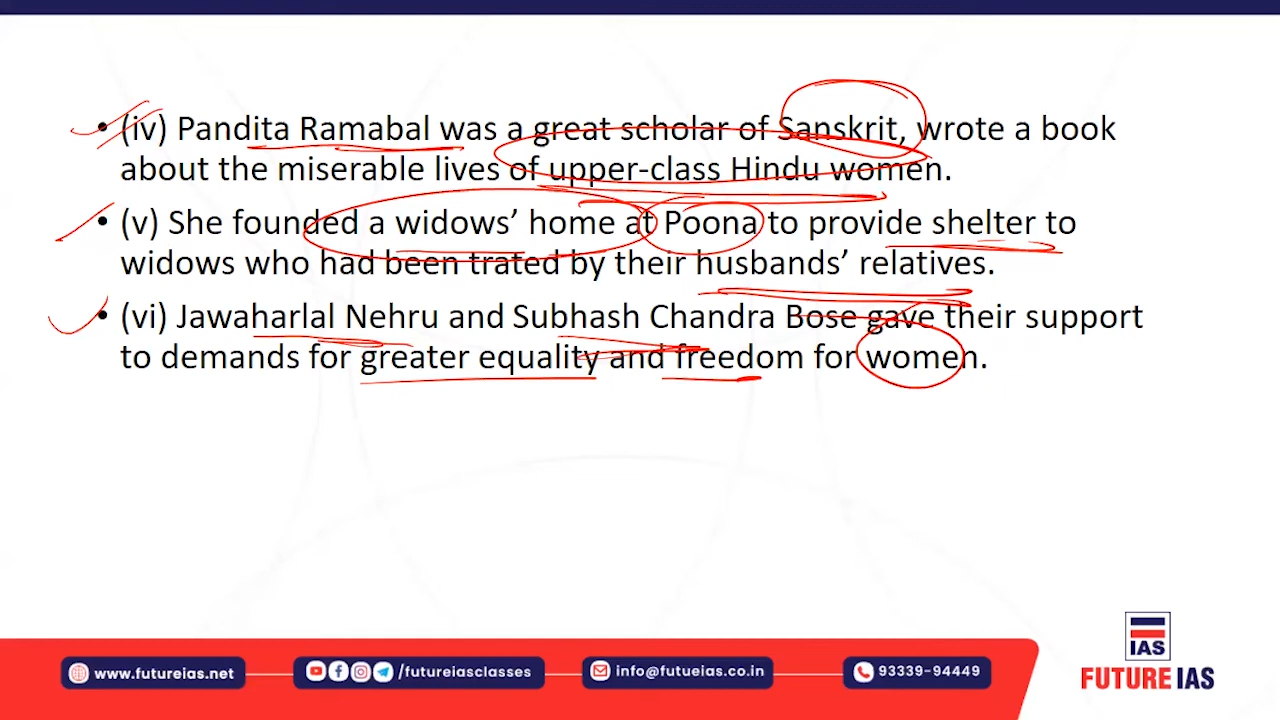 • (iv) Pandita Ramabal was a great scholar of Sanskrit, wrote a book
about the miserable lives of upper-class Hindu women.
• (v) She founded a widows’ home at Poona to provide shelter to
widows who had been trated by their husbands’ relatives.
• (vi) Jawaharlal Nehru and Subhash Chandra Bose gave their support
to demands for greater equality and freedom for women.
IAS
FUTURE IAS
www.futureias.net
/futureiasclasses
info@futueias.co.in
93339-94449